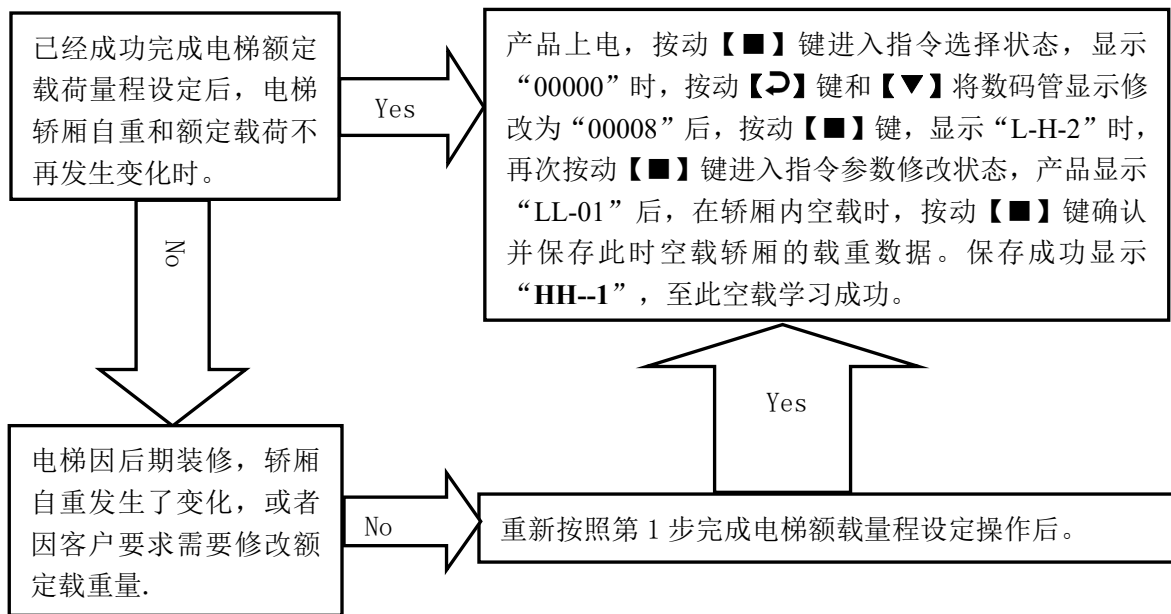 已经成功完成电梯额定
载荷量程设定后，电梯
轿厢自重和额定载荷不
再发生变化时。
Yes
产品上电，按动【■】键进入指令选择状态，显示
“00000”时，按动【⮌】键和【▼】将数码管显示修
改为“00008”后，按动【■】键，显示“L-H-2”时，
再次按动【■】键进入指令参数修改状态，产品显示
“LL-01”后，在轿厢内空载时，按动【■】键确认
并保存此时空载轿厢的载重数据。保存成功显示
“HH--1”，至此空载学习成功。
No
Yes
电梯因后期装修，轿厢
自重发生了变化，或者
因客户要求需要修改额
定载重量.
No
重新按照第 1 步完成电梯额载量程设定操作后。